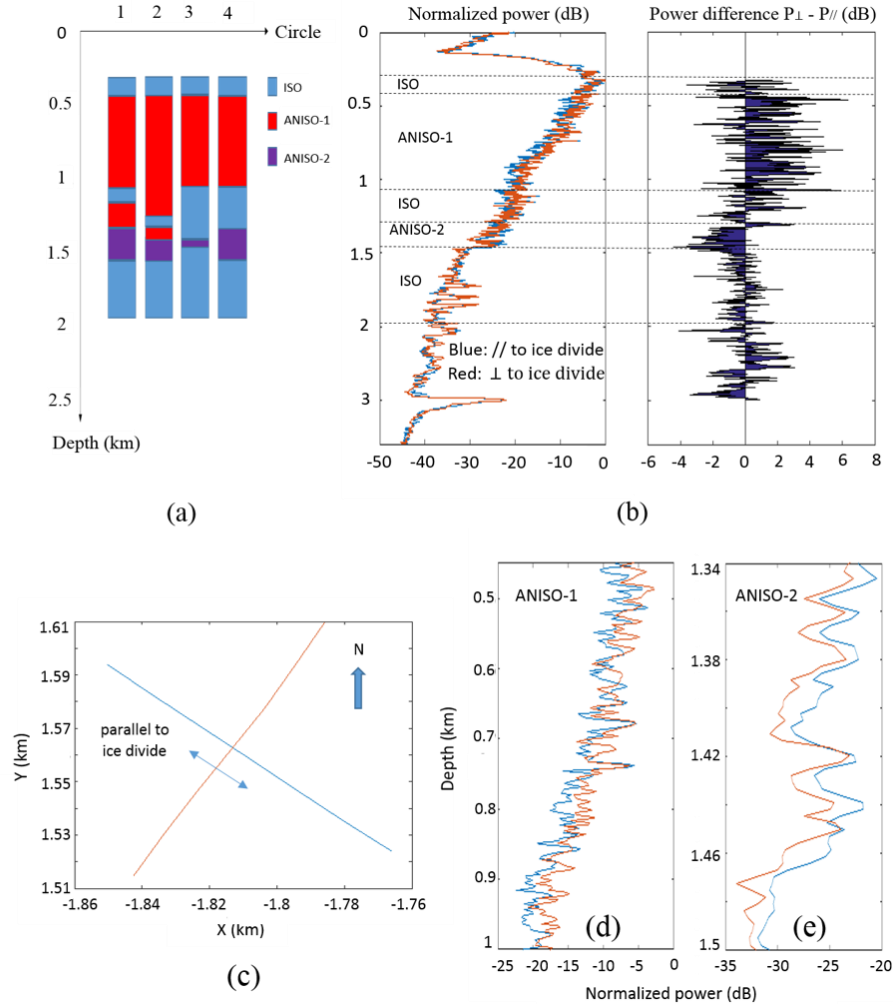 1 2 3 4
0
Circle
ISO
ANISO-1
ANISO-2
0.5
1
1.5
2
2.5
Depth (km)
(a)
Normalized power (dB)
Power difference P⊥ - P// (dB)
0
ISO
0.5
ANISO-1
1
ISO
ANISO-2
1.5
ISO
2
Blue: // to ice divide
Red: ⊥ to ice divide
3
-50 -40 -30 -20 -10 0
-6 -4 -2 0 2 4 6 8
(b)
1.61
1.59
1.57
1.55
1.53
1.51
Y (km)
N
parallel to
ice divide
-1.86 -1.84 -1.82 -1.8 -1.78 -1.76
X (km)
(c)
ANISO-1
0.5
0.6
0.7
0.8
0.9
1
Depth (km)
(d)
-25 -20 -15 -10 -5 0
1.34
ANISO-2
1.38
1.42
1.46
1.5
(e)
-35 -30 -25 -20
Normalized power (dB)